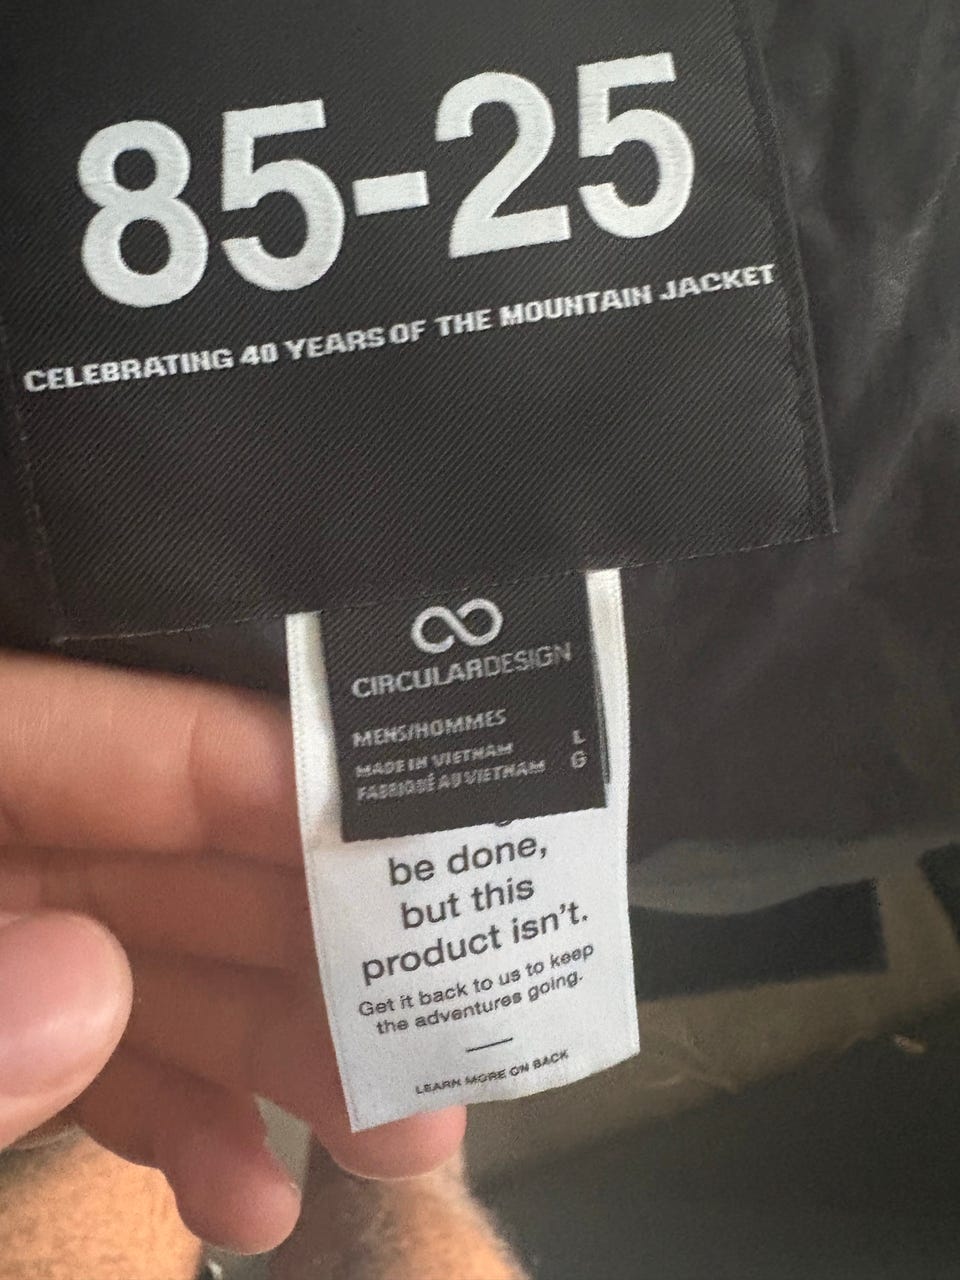 85-25
CELEBRATING 40 YEARS OF THE MOUNTAIN JACKET
CIRCULARDESIGN
MENS/HOMMES
L
MADE IN VIETNAM
G
FABRIQUÉ AU VIETNAM
be done,
but this
product isn't.
Get it back to us to keep
the adventures going.
LEARN MORE ON BACK